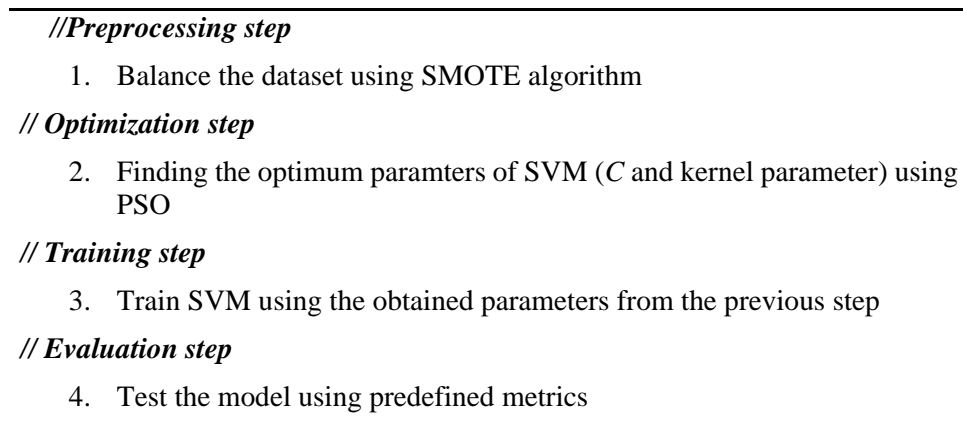 //Preprocessing step
1. Balance the dataset using SMOTE algorithm
// Optimization step
2. Finding the optimum paramters of SVM (C and kernel parameter) using
PSO
// Training step
3. Train SVM using the obtained parameters from the previous step
// Evaluation step
4. Test the model using predefined metrics